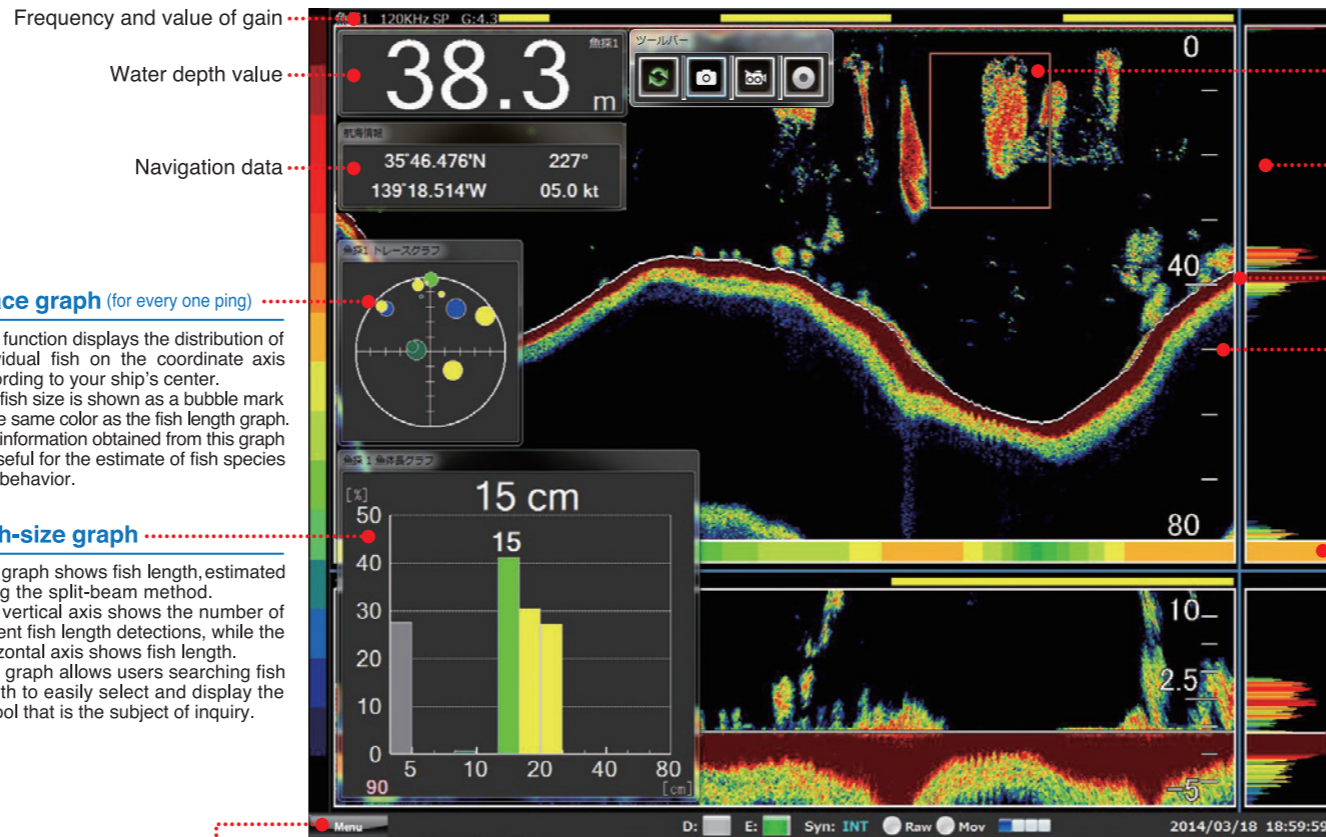 Frequency and value of gain
Water depth value
Navigation data
ace graph (for every one ping)
function displays the distribution of
vidual fish on the coordinate axis
ording to your ship's center.
fish size is shown as a bubble mark
e same color as the fish length graph.
information obtained from this graph
seful for the estimate of fish species
behavior.
h-size graph
graph shows fish length, estimated
g the split-beam method.
vertical axis shows the number of
ent fish length detections, while the
zontal axis shows fish length.
graph allows users searching fish
th to easily select and display the
ool that is the subject of inquiry.
魚探1 120KHz SP G:4.3
魚探1
38.3 m
ツールバー
航海情報
35°46.476'N 227°
139°18.514'W 05.0 kt
魚探1 トレースグラフ
魚探1 魚体長グラフ
15 cm
[%]
50
40
30
20
10
0
15
5 10 20 40 80
90 [cm]
0
40
80
10
2.5
-5
Menu D: E: Syn: INT Raw Mov 2014/03/18 18:59:59